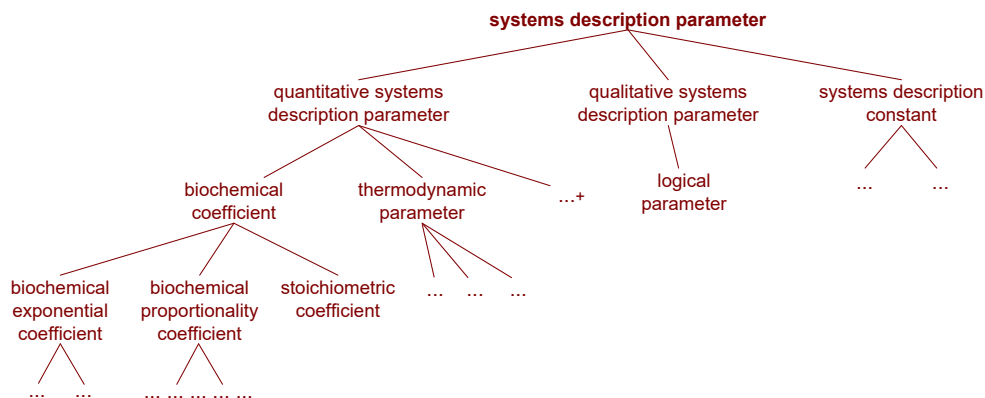 systems description parameter
quantitative systems
description parameter
qualitative systems
description parameter
systems description
constant
biochemical
coefficient
thermodynamic
parameter
...+
logical
parameter
... ...
biochemical
exponential
coefficient
biochemical
proportionality
coefficient
stoichiometric
coefficient
... ... ...
... ...
... ... ... ... ...